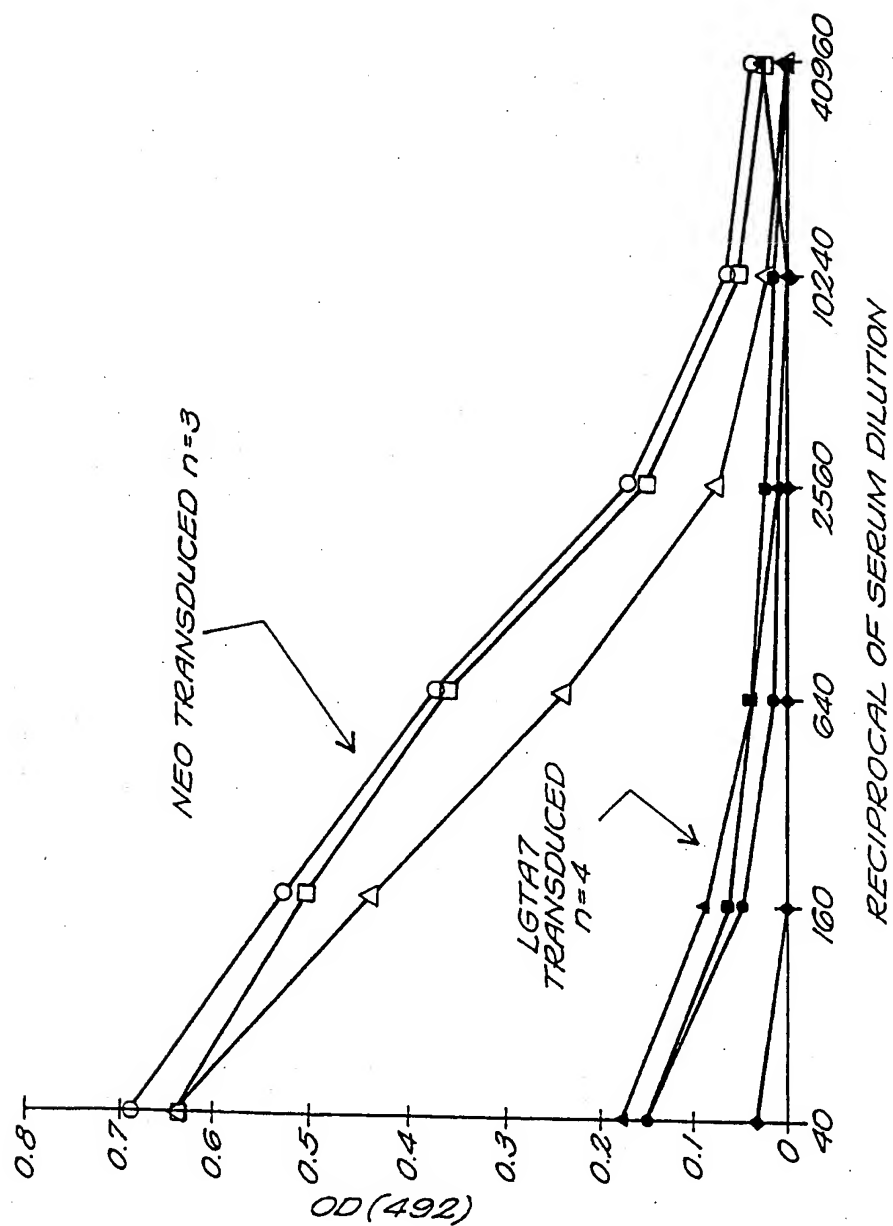 0.8
0.7
0.6
0.5
0.4
0.3
0.2
0.1
0
OD(492)
NEO TRANSDUCED n=3
LGTA7
TRANSDUCED
n=4
40
160
640
2560
10240
40960
RECIPROCAL OF SERUM DILUTION